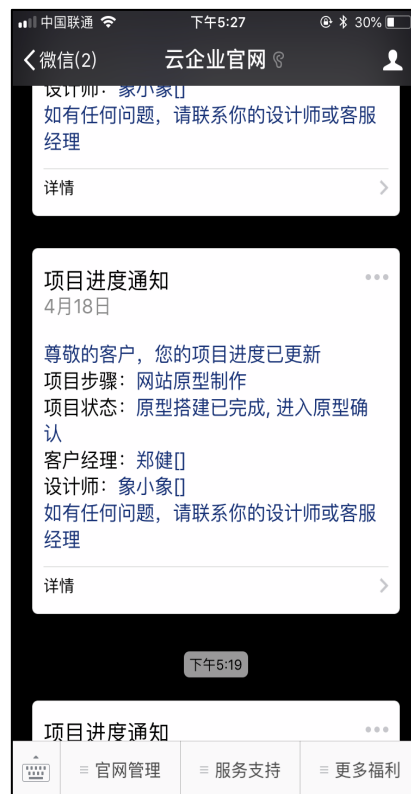 中国联通 下午5:27 30%
微信(2) 云企业官网
设计师：象小象[]
如有任何问题，请联系你的设计师或客服
经理
详情
项目进度通知
4月18日
尊敬的客户，您的项目进度已更新
项目步骤：网站原型制作
项目状态：原型搭建已完成, 进入原型确
认
客户经理：郑健[]
设计师：象小象[]
如有任何问题，请联系你的设计师或客服
经理
详情
下午5:19
项目进度通知
官网管理 服务支持 更多福利